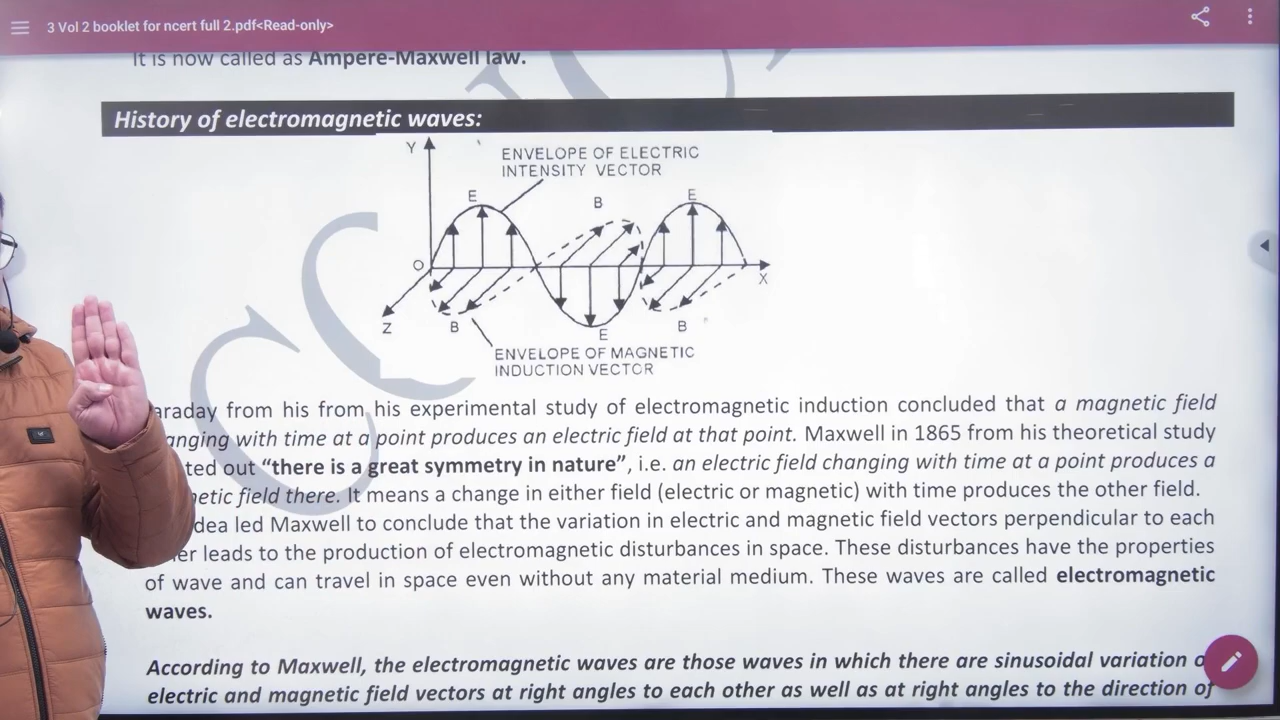 3 Vol 2 booklet for ncert full 2.pdf<Read-only>
It is now called as Ampere-Maxwell law.
History of electromagnetic waves:
Y
ENVELOPE OF ELECTRIC
INTENSITY VECTOR
E
B
E
O
X
Z
B
E
B
ENVELOPE OF MAGNETIC
INDUCTION VECTOR
araday from his from his experimental study of electromagnetic induction concluded that a magnetic field
anging with time at a point produces an electric field at that point. Maxwell in 1865 from his theoretical study
ted out “there is a great symmetry in nature”, i.e. an electric field changing with time at a point produces a
netic field there. It means a change in either field (electric or magnetic) with time produces the other field.
dea led Maxwell to conclude that the variation in electric and magnetic field vectors perpendicular to each
er leads to the production of electromagnetic disturbances in space. These disturbances have the properties
of wave and can travel in space even without any material medium. These waves are called electromagnetic
waves.
According to Maxwell, the electromagnetic waves are those waves in which there are sinusoidal variation o
electric and magnetic field vectors at right angles to each other as well as at right angles to the direction of